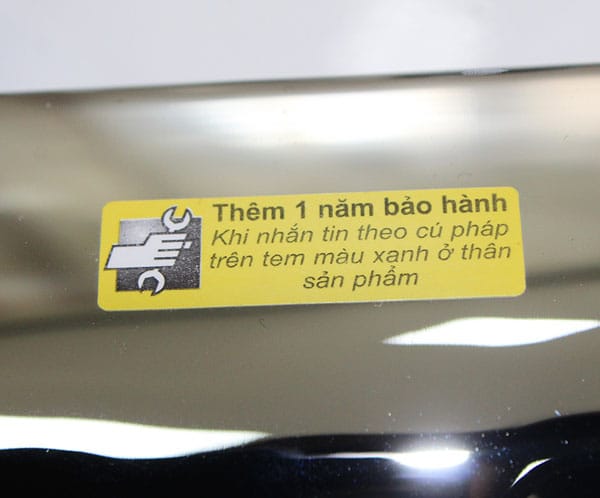 Thêm 1 năm bảo hành
Khi nhắn tin theo cú pháp
trên tem màu xanh ở thân
sản phẩm